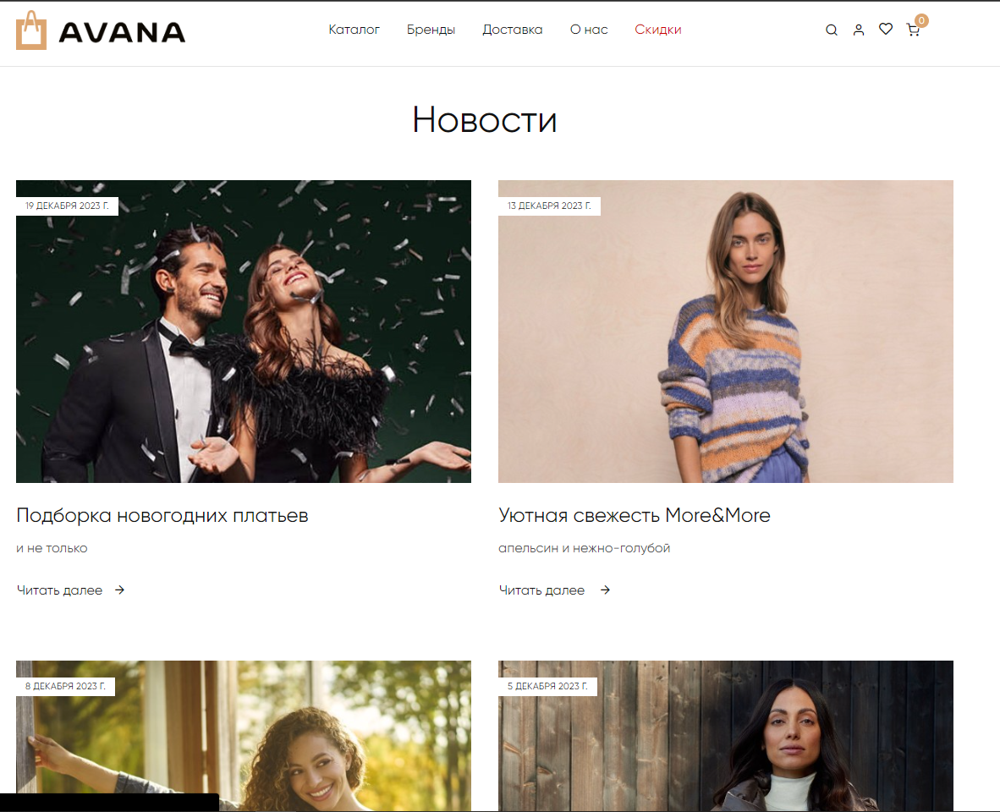 AVANA
Каталог
Бренды
Доставка
О нас
Скидки
0
Новости
19 ДЕКАБРЯ 2023 Г.
Подборка новогодних платьев
и не только
Читать далее →
13 ДЕКАБРЯ 2023 Г.
Уютная свежесть More&More
апельсин и нежно-голубой
Читать далее →
8 ДЕКАБРЯ 2023 Г.
5 ДЕКАБРЯ 2023 Г.